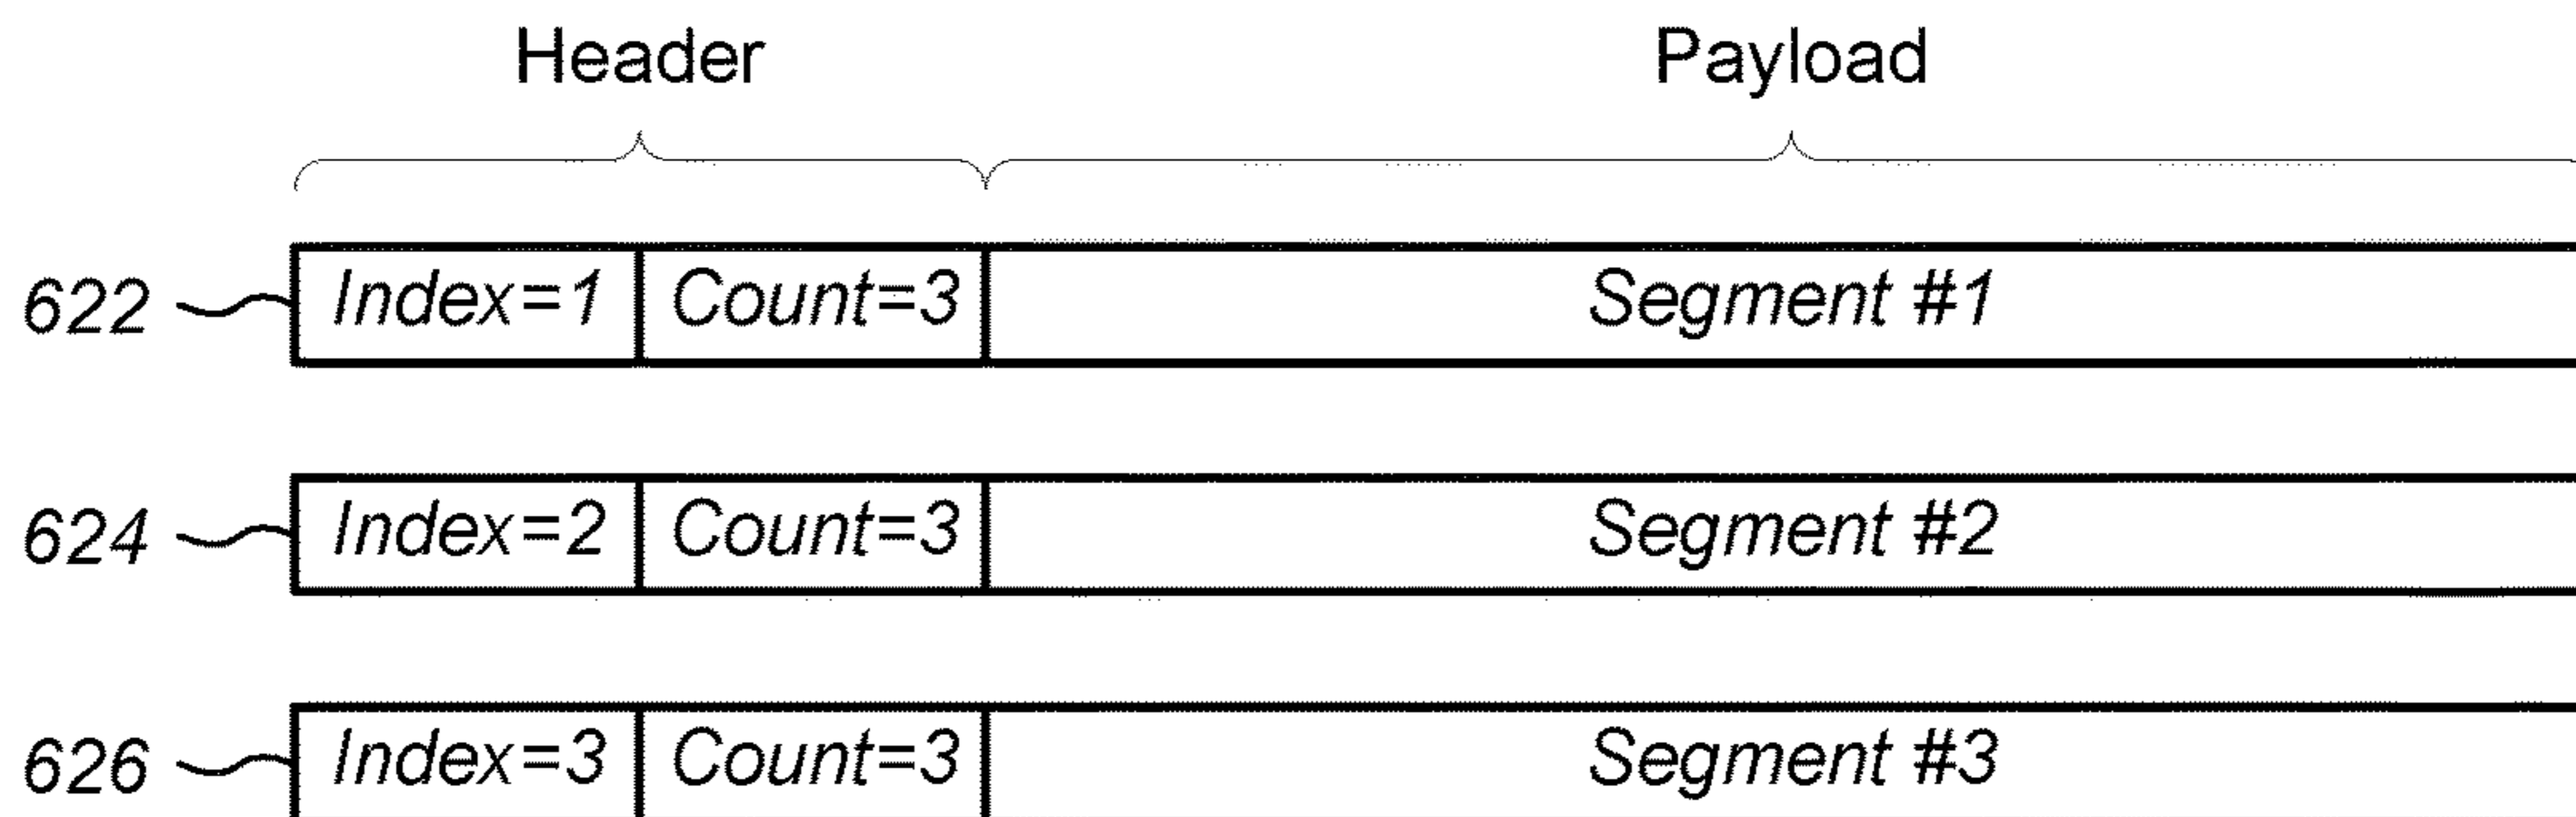 Header Payload
622 Index=1 Count=3 Segment #1
624 Index=2 Count=3 Segment #2
626 Index=3 Count=3 Segment #3